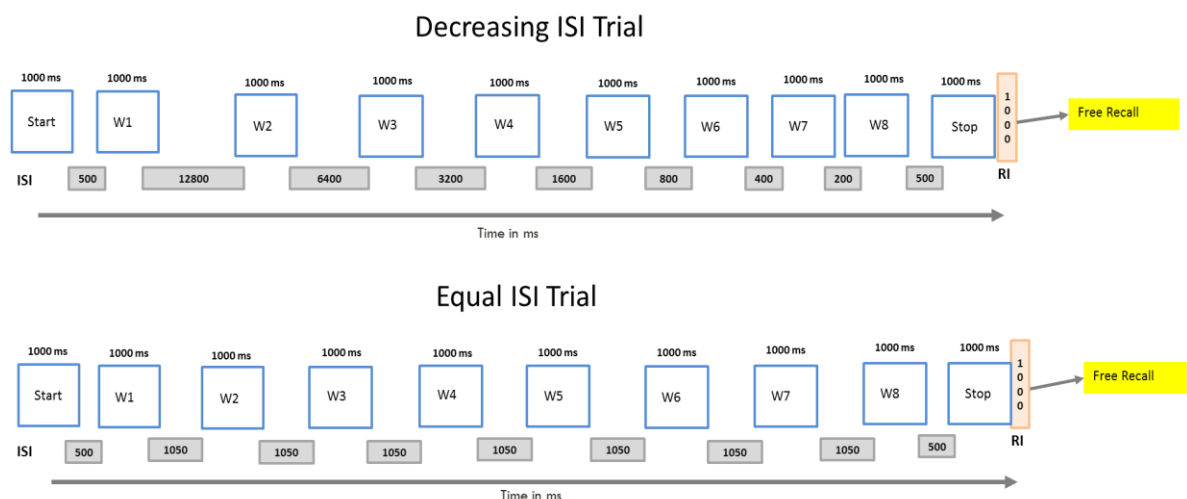 Decreasing ISI Trial
1000 ms 1000 ms 1000 ms 1000 ms 1000 ms 1000 ms 1000 ms 1000 ms 1000 ms 1000 ms
Start W1 W2 W3 W4 W5 W6 W7 W8 Stop
1
0
0
0
Free Recall
ISI 500 12800 6400 3200 1600 800 400 200 500 RI
Time in ms
Equal ISI Trial
1000 ms 1000 ms 1000 ms 1000 ms 1000 ms 1000 ms 1000 ms 1000 ms 1000 ms 1000 ms
Start W1 W2 W3 W4 W5 W6 W7 W8 Stop
1
0
0
0
Free Recall
ISI 500 1050 1050 1050 1050 1050 1050 1050 500 RI
Time in ms